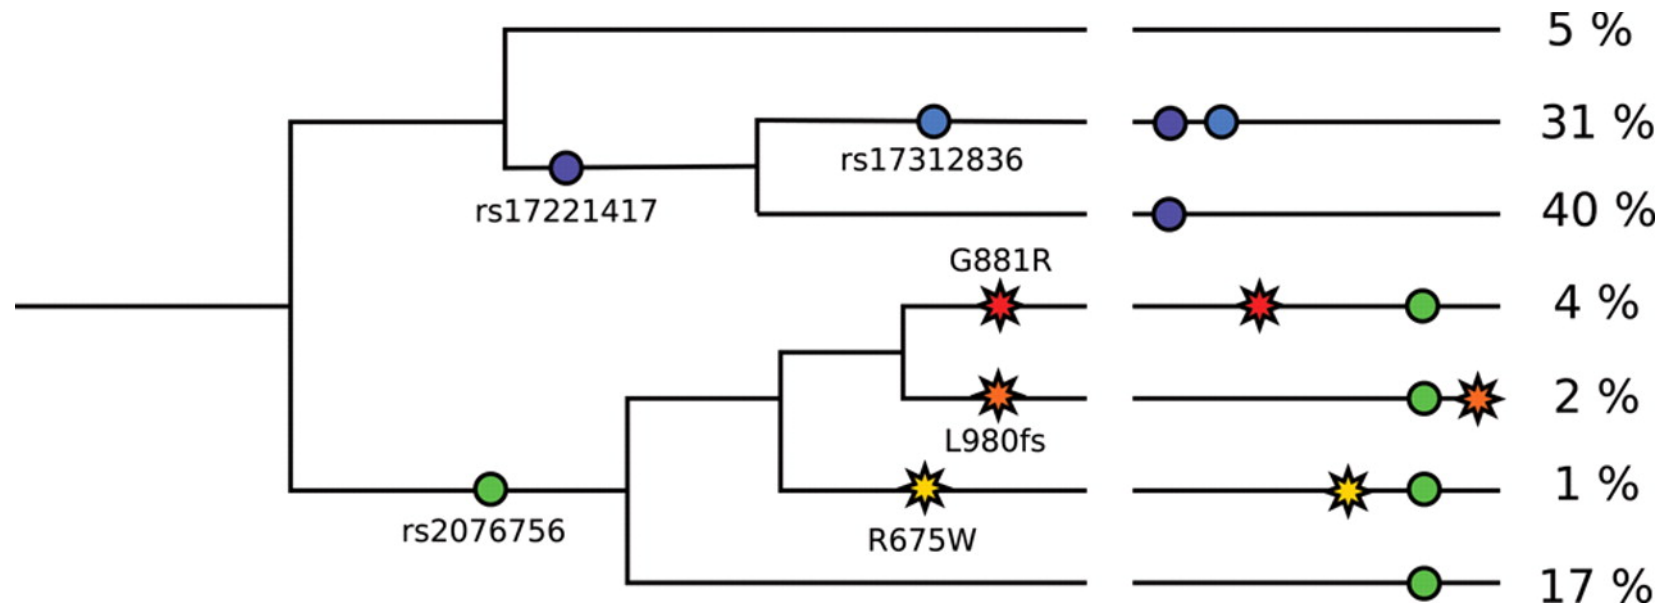 5 %
31 %
rs17312836
rs17221417
40 %
G881R
4 %
2 %
L980fs
1 %
rs2076756
R675W
17 %